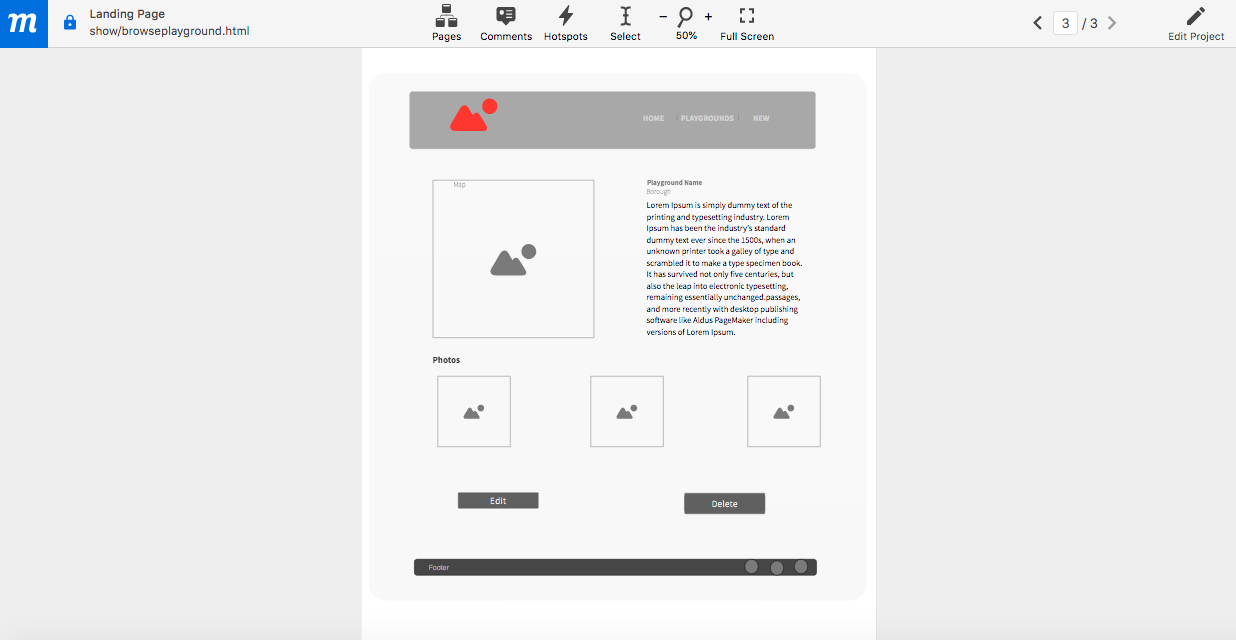 m
Landing Page
show/browseplayground.html
Pages
Comments
Hotspots
Select
− 50% +
Full Screen
3 / 3
Edit Project
HOME | PLAYGROUNDS | NEW
Map
Playground Name
Borough
Lorem Ipsum is simply dummy text of the
printing and typesetting industry. Lorem
Ipsum has been the industry's standard
dummy text ever since the 1500s, when an
unknown printer took a galley of type and
scrambled it to make a type specimen book.
It has survived not only five centuries, but
also the leap into electronic typesetting,
remaining essentially unchanged.passages,
and more recently with desktop publishing
software like Aldus PageMaker including
versions of Lorem Ipsum.
Photos
Edit
Delete
Footer